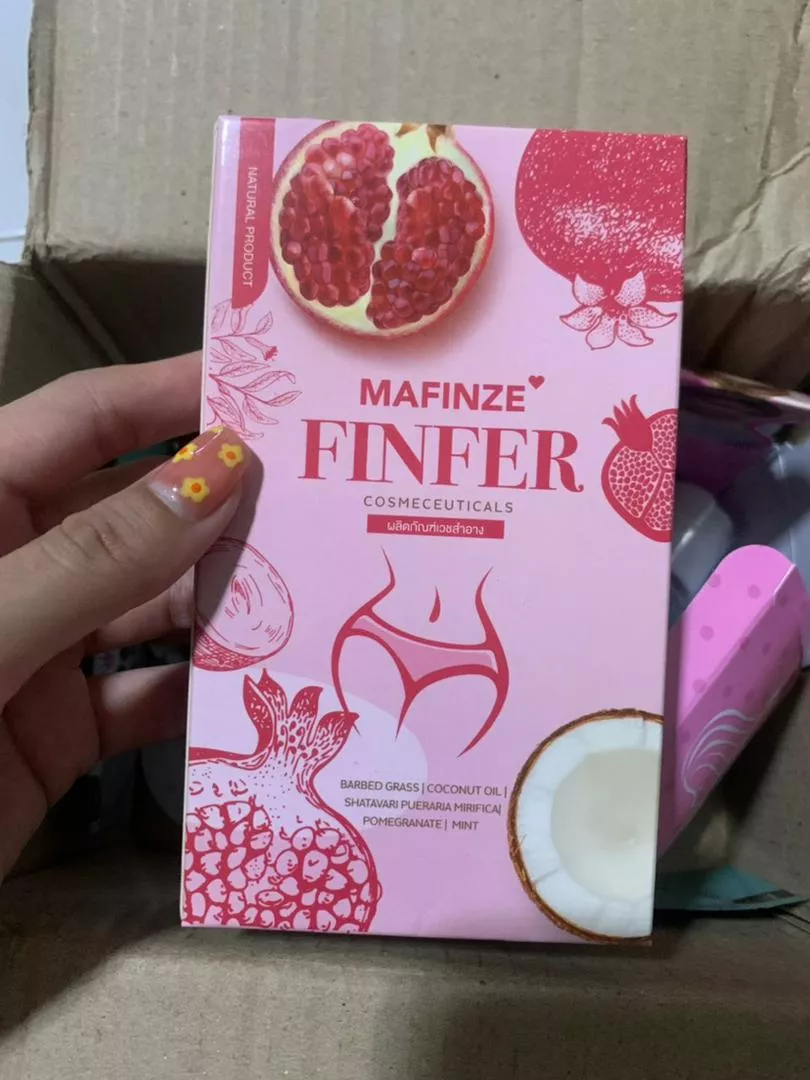 NATURAL PRODUCT
MAFINZE
FINFER
COSMECEUTICALS
ผลิตภัณฑ์เวชสำอาง
BARBED GRASS | COCONUT OIL |
SHATAVARI PUERARIA MIRIFICA|
POMEGRANATE | MINT